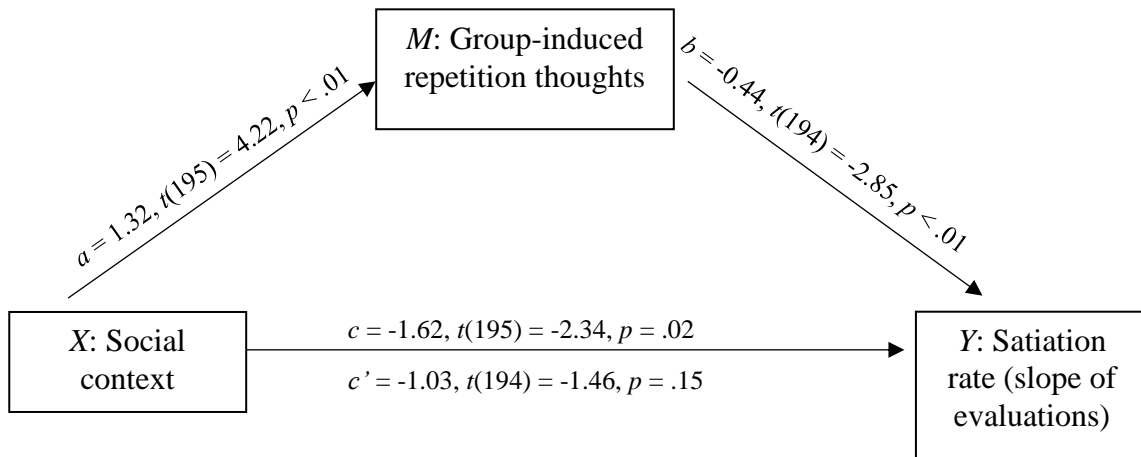 M: Group-induced
repetition thoughts
a = 1.32, t(195) = 4.22, p < .01
b = -0.44, t(194) = -2.85, p < .01
X: Social
context
c = -1.62, t(195) = -2.34, p = .02
c’ = -1.03, t(194) = -1.46, p = .15
Y: Satiation
rate (slope of
evaluations)